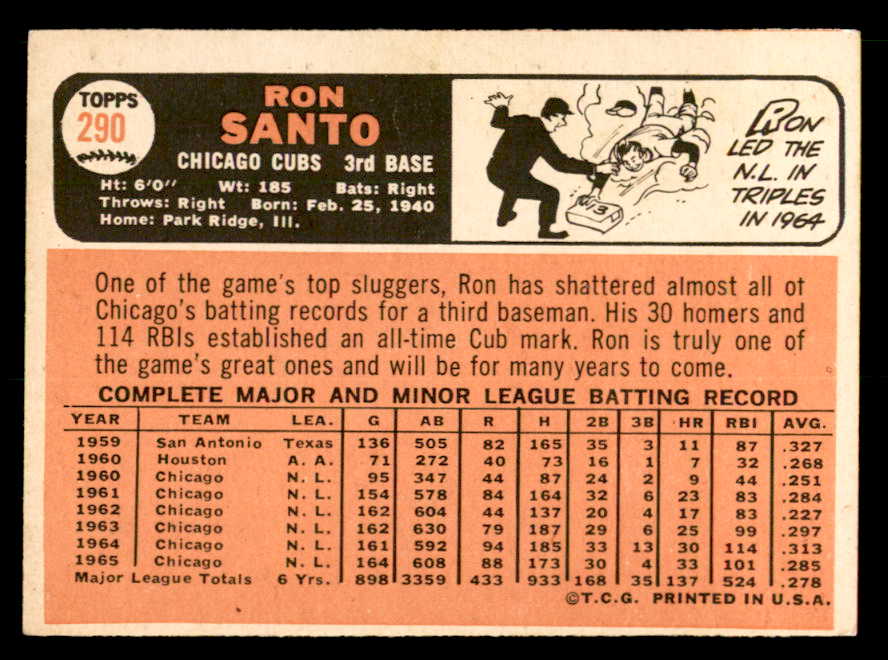 TOPPS
290
RON
SANTO
CHICAGO CUBS 3rd BASE
Ht: 6'0" Wt: 185 Bats: Right
Throws: Right Born: Feb. 25, 1940
Home: Park Ridge, Ill.
13
RON
LED THE
N.L. IN
TRIPLES
IN 1964
One of the game's top sluggers, Ron has shattered almost all of
Chicago's batting records for a third baseman. His 30 homers and
114 RBIs established an all-time Cub mark. Ron is truly one of
the game's great ones and will be for many years to come.
COMPLETE MAJOR AND MINOR LEAGUE BATTING RECORD
YEAR TEAM LEA. G AB R H 2B 3B HR RBI AVG.
1959 San Antonio Texas 136 505 82 165 35 3 11 87 .327
1960 Houston A. A. 71 272 40 73 16 1 7 32 .268
1960 Chicago N. L. 95 347 44 87 24 2 9 44 .251
1961 Chicago N. L. 154 578 84 164 32 6 23 83 .284
1962 Chicago N. L. 162 604 44 137 20 4 17 83 .227
1963 Chicago N. L. 162 630 79 187 29 6 25 99 .297
1964 Chicago N. L. 161 592 94 185 33 13 30 114 .313
1965 Chicago N. L. 164 608 88 173 30 4 33 101 .285
Major League Totals 6 Yrs. 898 3359 433 933 168 35 137 524 .278
©T.C.G. PRINTED IN U.S.A.